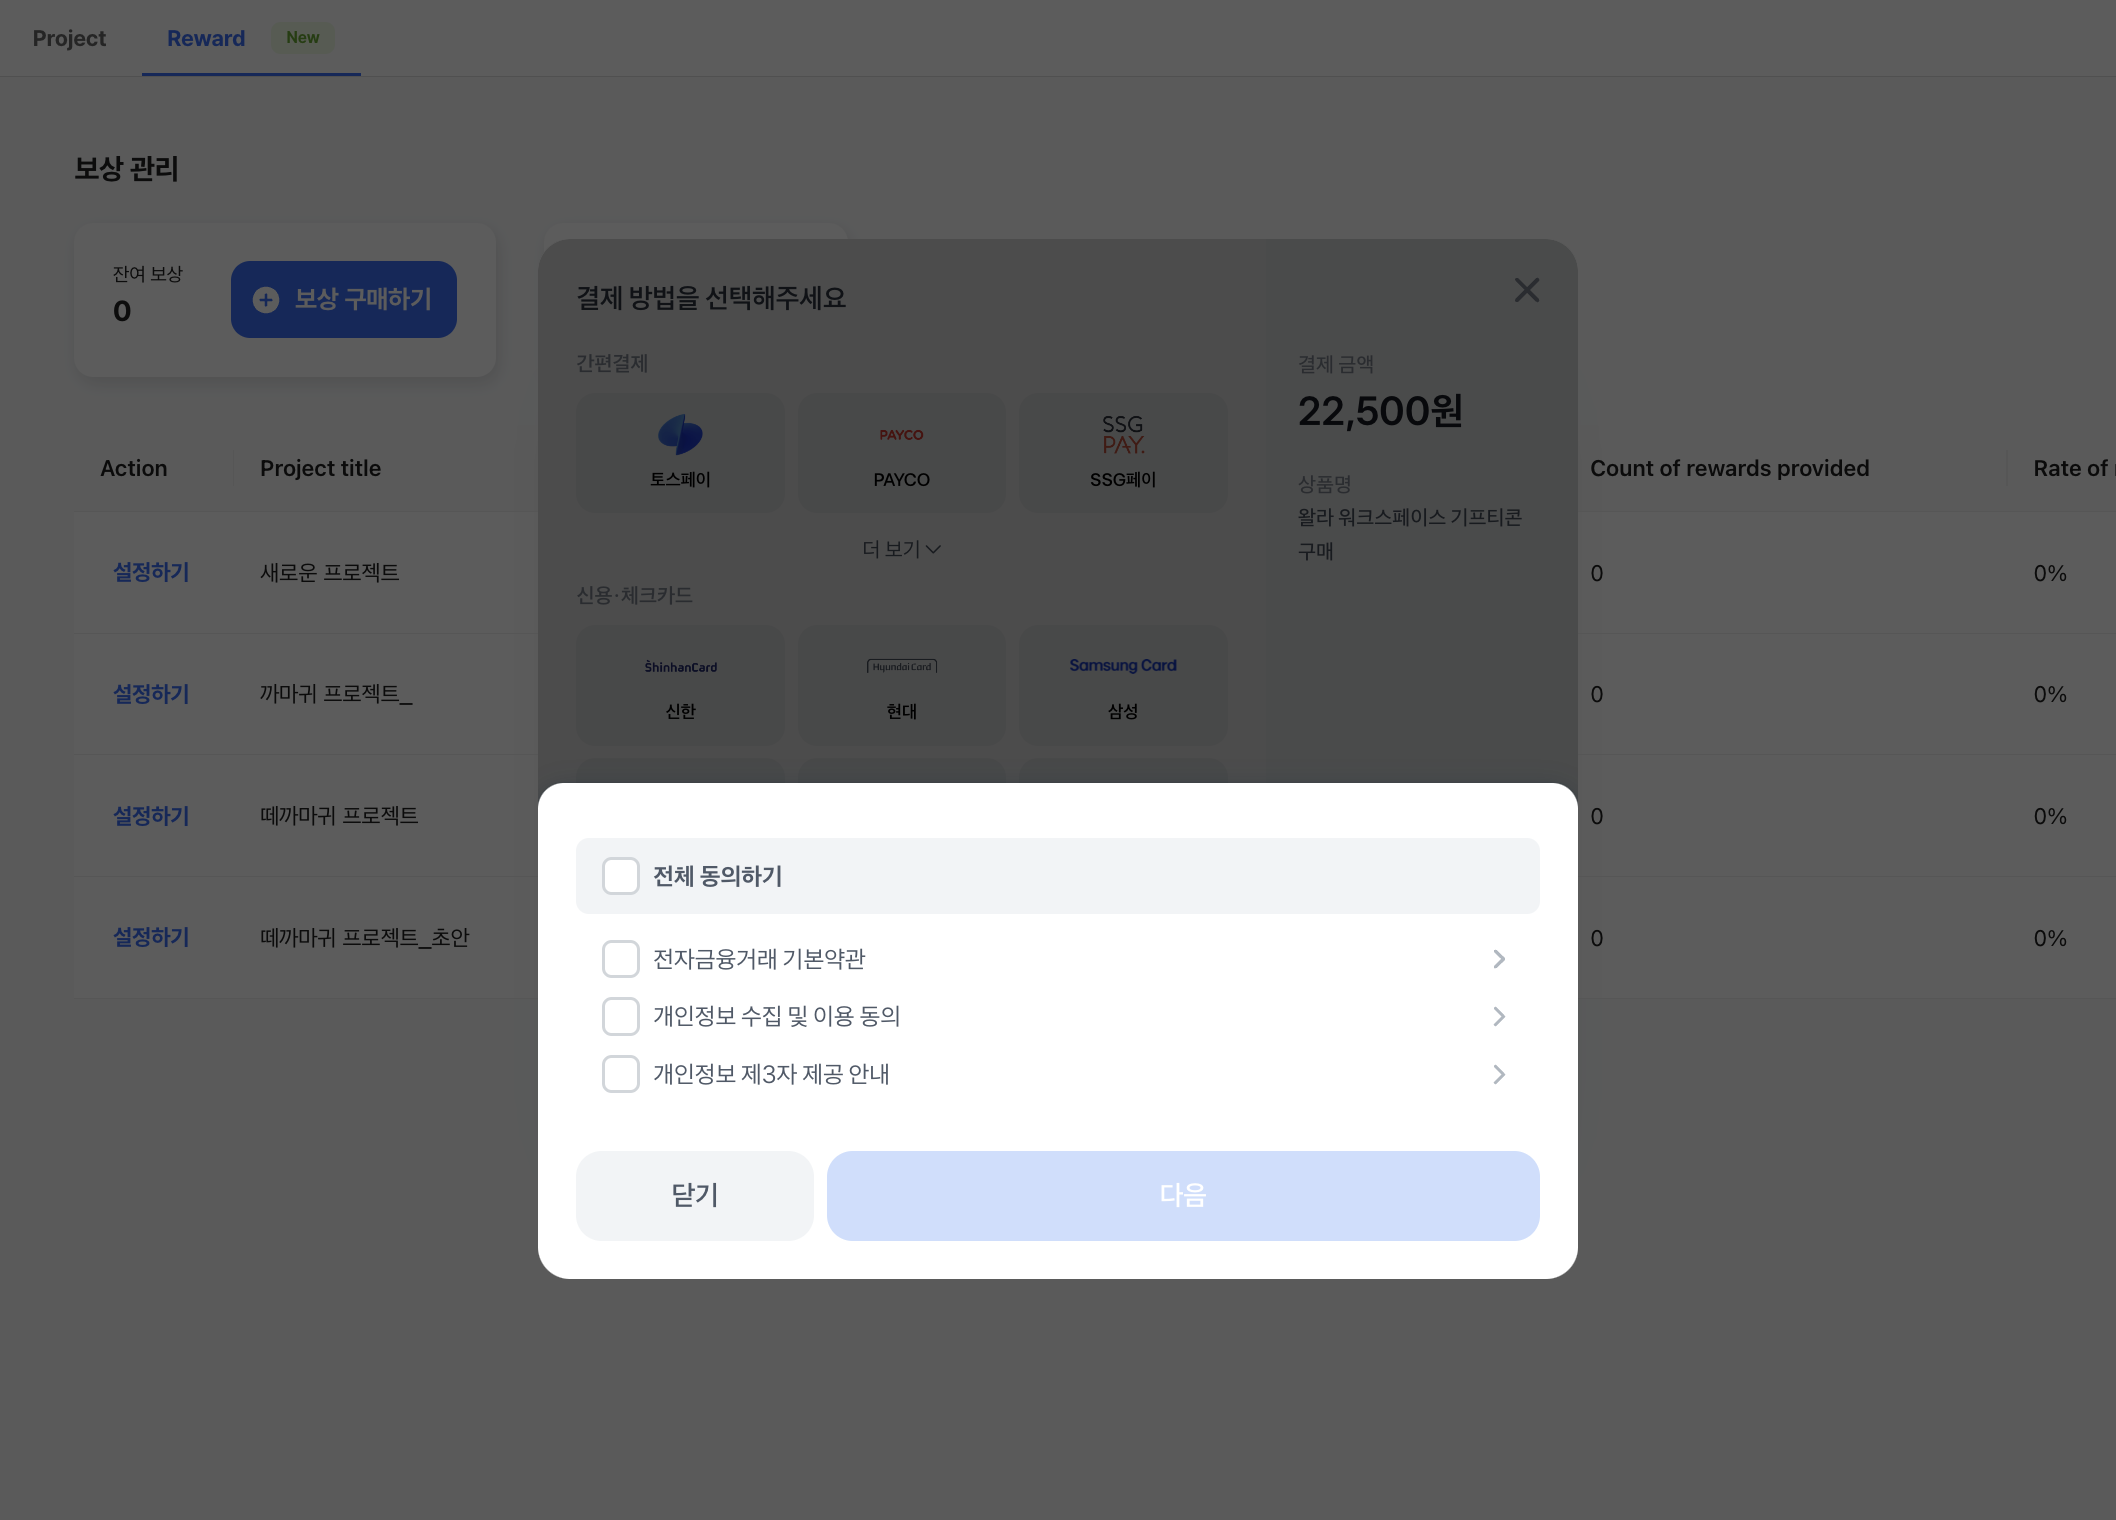 Project
Reward
New
보상 관리
잔여 보상
0
보상 구매하기
Action
Project title
Count of rewards provided
Rate of
설정하기
새로운 프로젝트
0
0%
설정하기
까마귀 프로젝트_
0
0%
설정하기
떼까마귀 프로젝트
0
0%
설정하기
떼까마귀 프로젝트_초안
0
0%
결제 방법을 선택해주세요
간편결제
토스페이
PAYCO
PAYCO
SSG
PAY.
SSG페이
더 보기
신용·체크카드
ShinhanCard
신한
Hyundai Card
현대
Samsung Card
삼성
결제 금액
22,500원
상품명
왈라 워크스페이스 기프티콘
구매
전체 동의하기
전자금융거래 기본약관
개인정보 수집 및 이용 동의
개인정보 제3자 제공 안내
닫기
다음